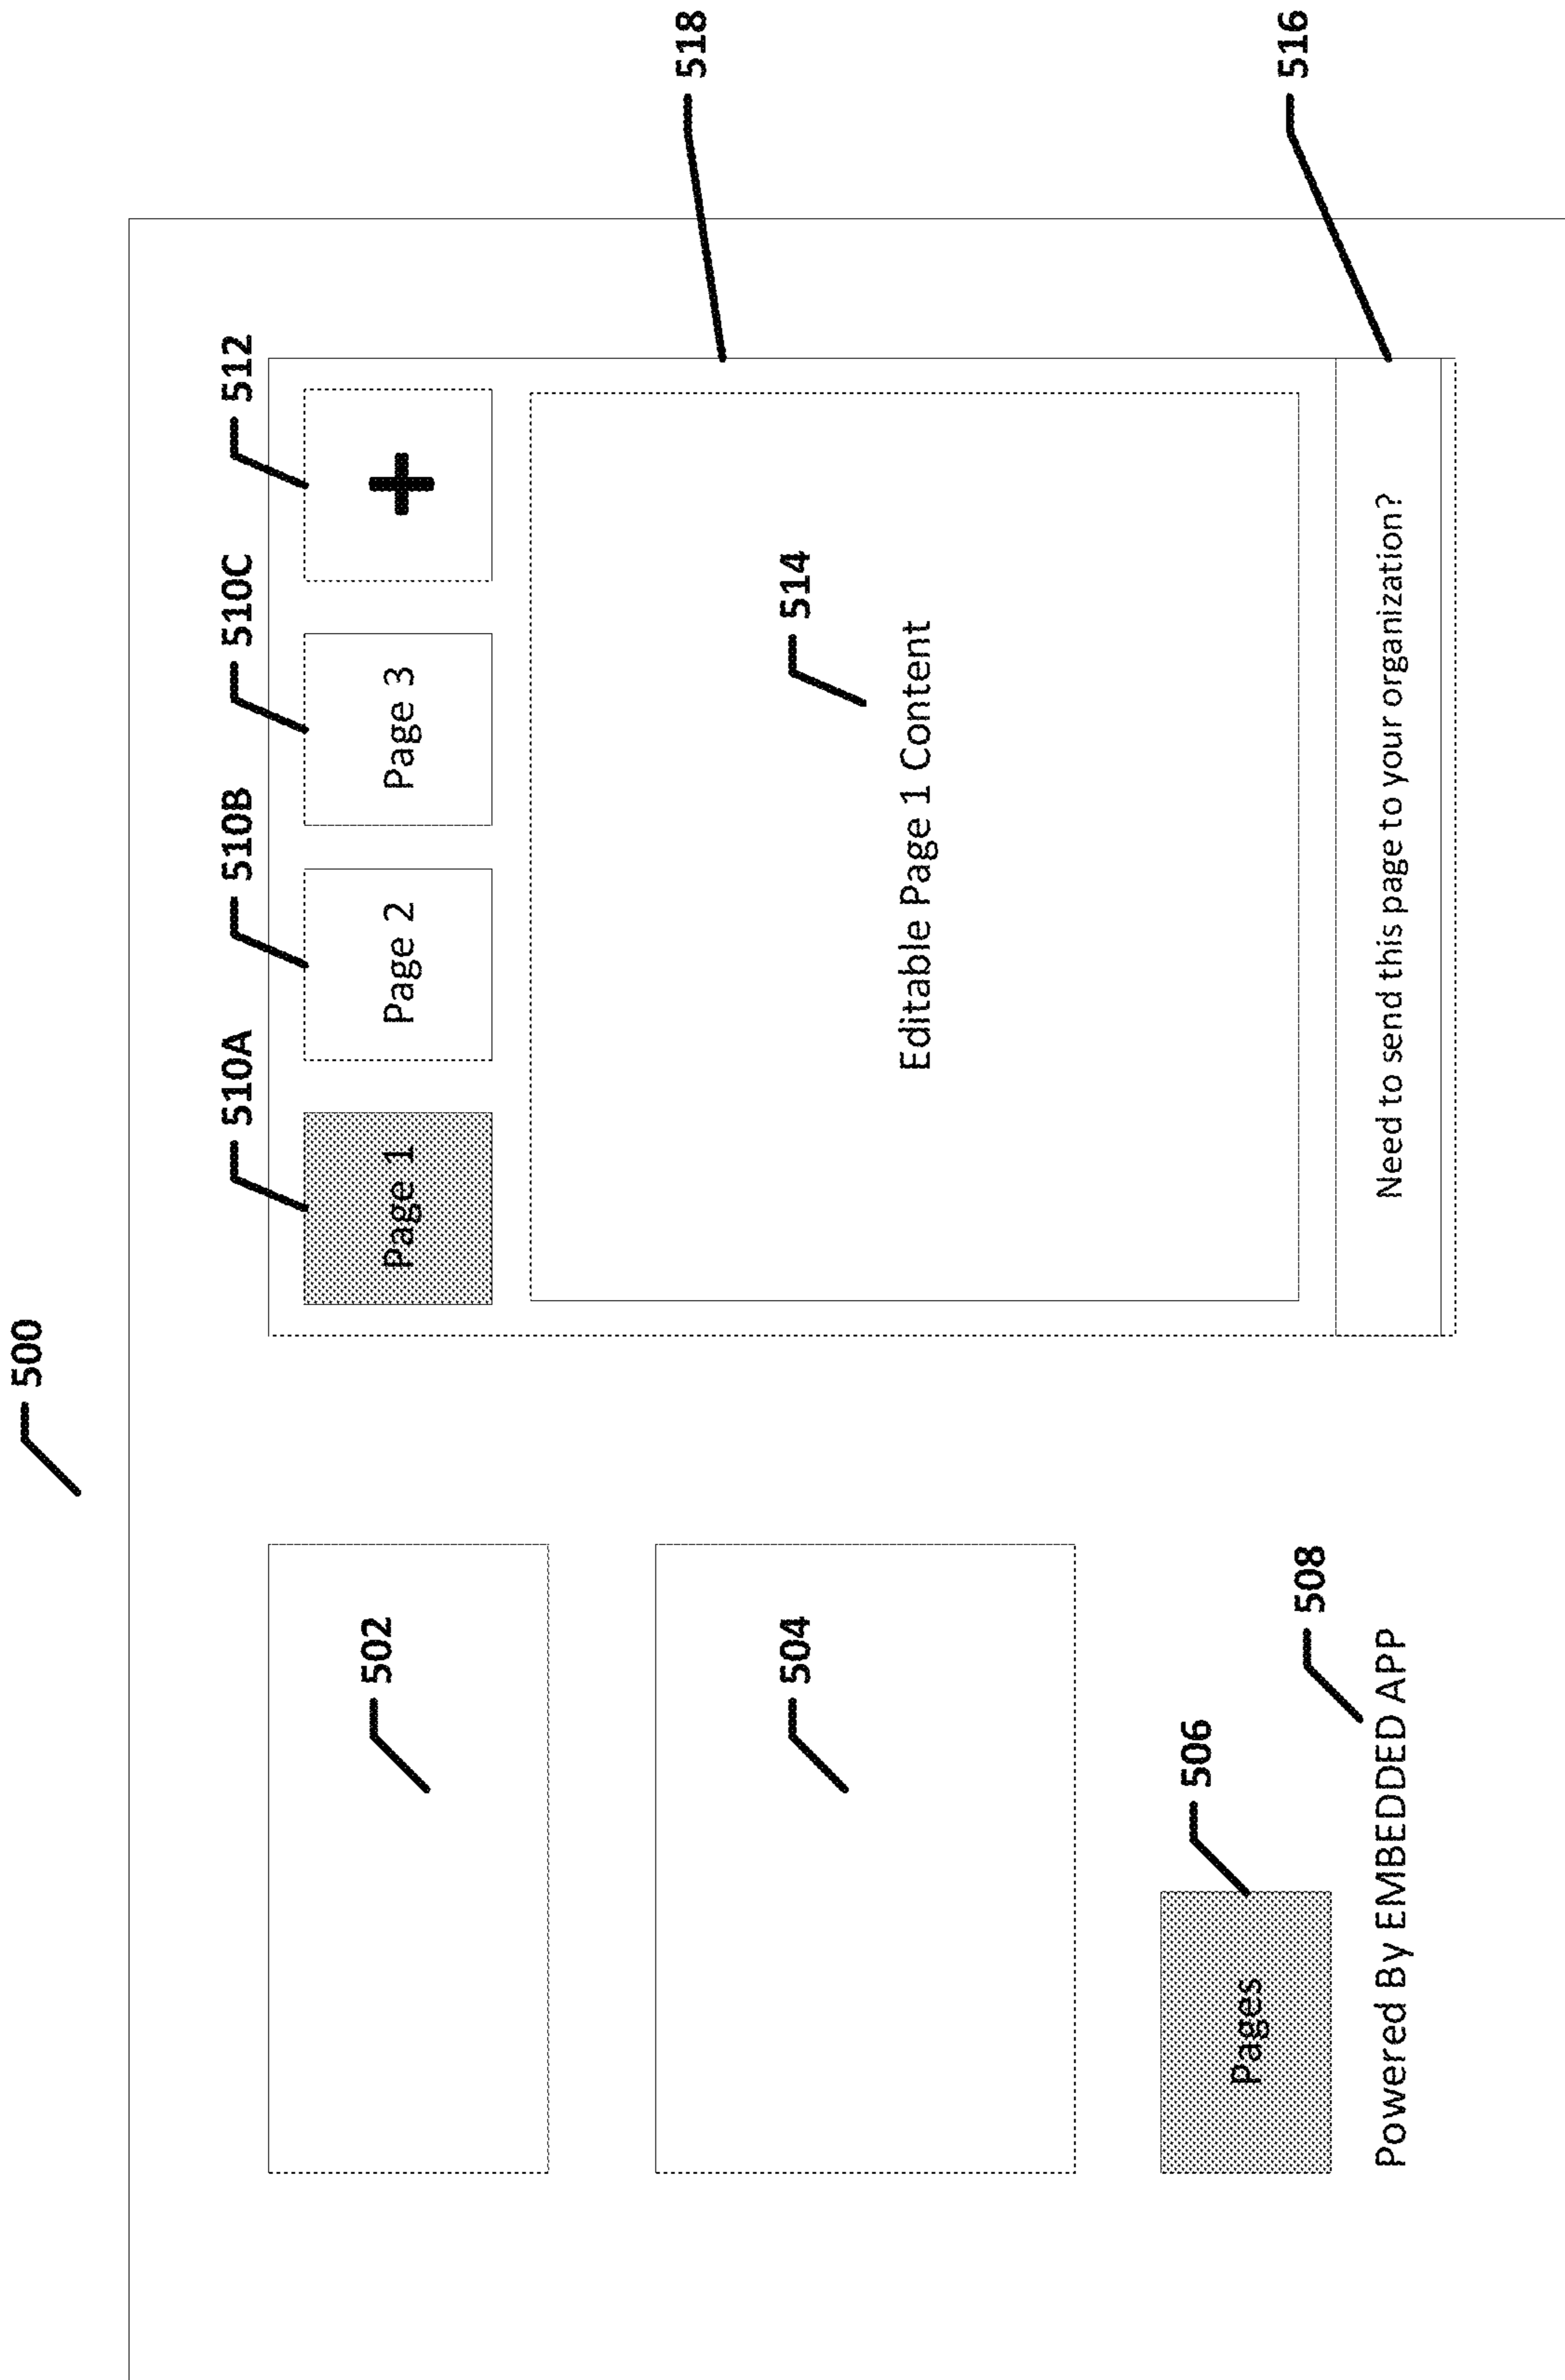 500
502
504
506
Pages
508
Powered By EMBEDDED APP
510A
510B
510C
512
Page 1
Page 2
Page 3
+
518
514
Editable Page 1 Content
516
Need to send this page to your organization?